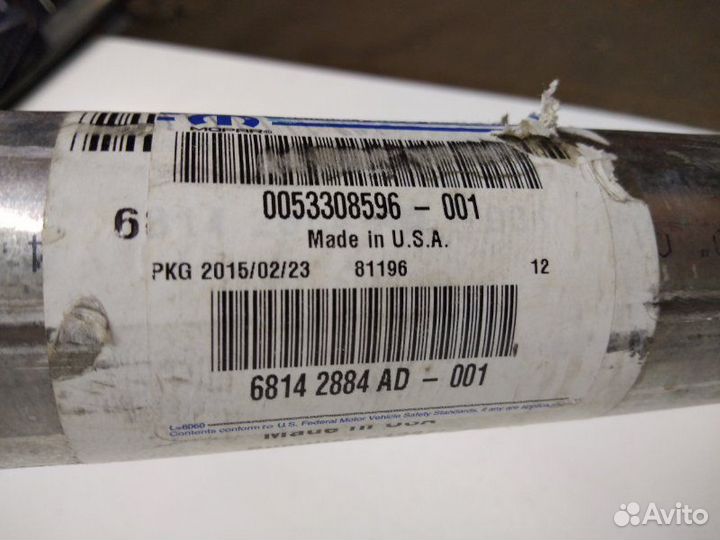 MOPAR®
0053308596 - 001
6
Made in U.S.A.
PKG 2015/02/23 81196 12
6814 2884 AD - 001
L=6060
Contents conform to U.S. Federal Motor Vehicle Safety Standards, if any are applicable
Made in USA
Avito